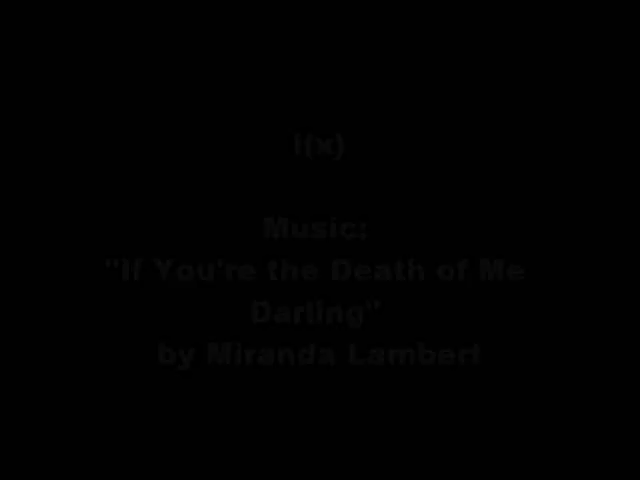 I(x)
Music:
"If You're the Death of Me
Darling"
by Miranda Lambert